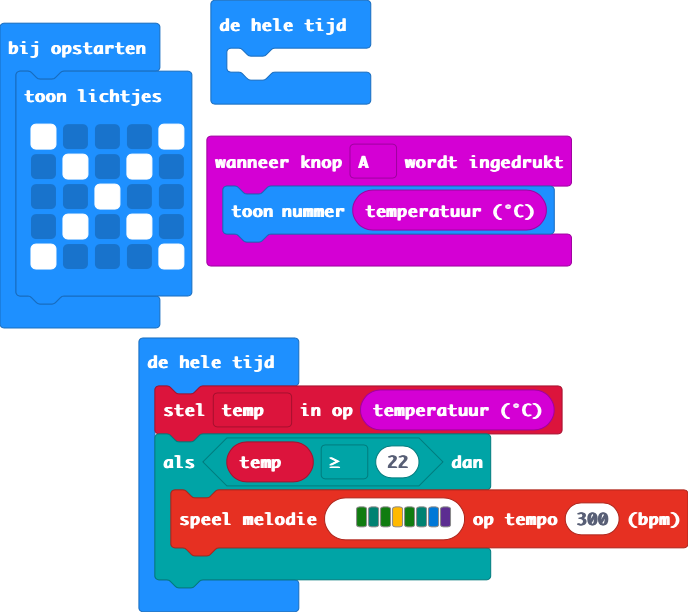 bij opstarten
toon lichtjes
de hele tijd
wanneer knop A wordt ingedrukt
toon nummer temperatuur (°C)
de hele tijd
stel temp in op temperatuur (°C)
als temp ≥ 22 dan
speel melodie op tempo 300 (bpm)